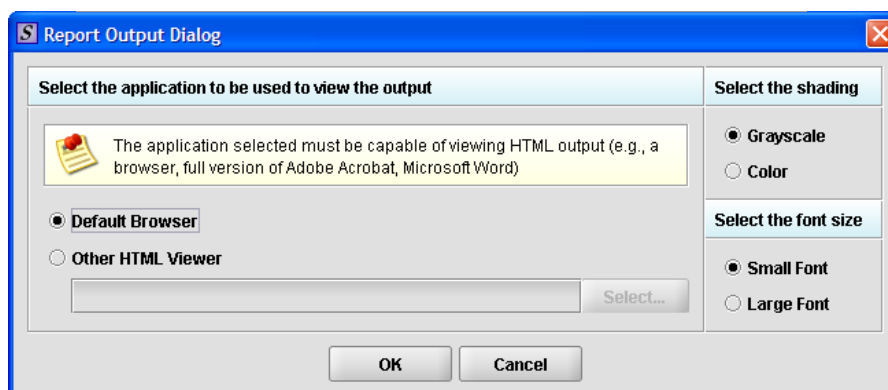 S Report Output Dialog
Select the application to be used to view the output
The application selected must be capable of viewing HTML output (e.g., a
browser, full version of Adobe Acrobat, Microsoft Word)
Default Browser
Other HTML Viewer
Select...
Select the shading
Grayscale
Color
Select the font size
Small Font
Large Font
OK
Cancel